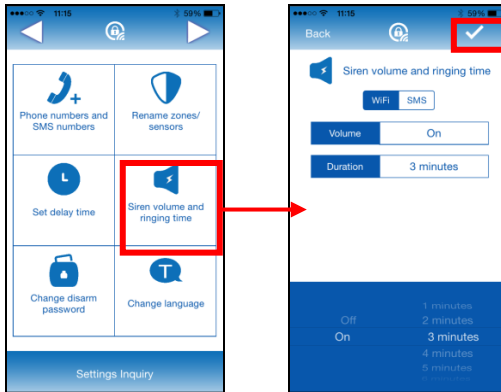 11:15
59%
Phone numbers and
SMS numbers
Rename zones/
sensors
L
Set delay time
Siren volume and
ringing time
Change disarm
password
T
Change language
Settings Inquiry
11:15
59%
Back
Siren volume and ringing time
WiFi SMS
Volume On
Duration 3 minutes
1 minutes
Off 2 minutes
On 3 minutes
4 minutes
5 minutes